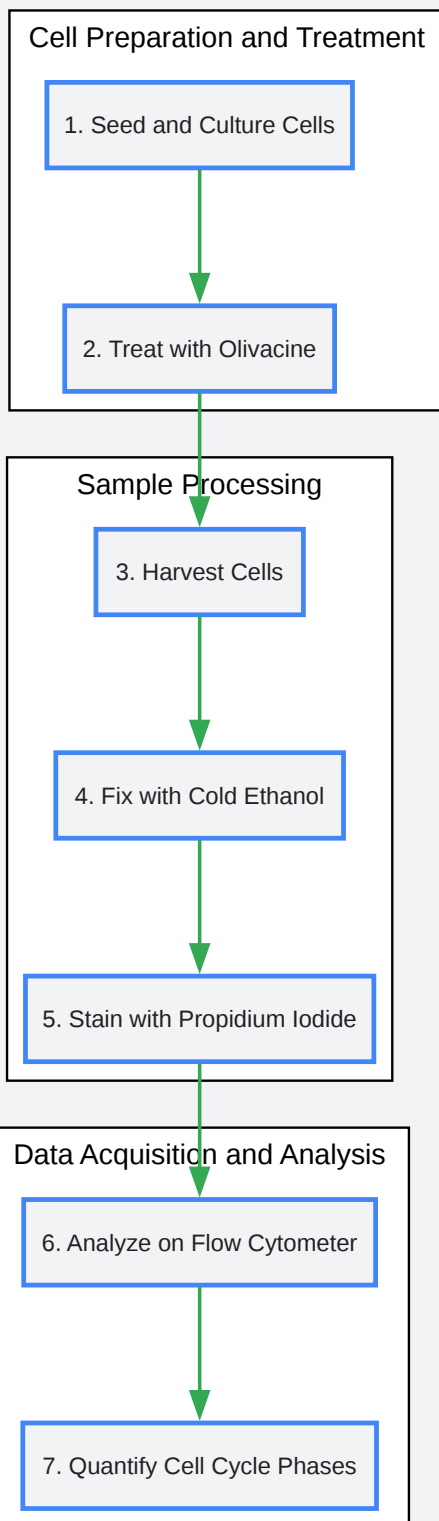 Cell Preparation and Treatment
1. Seed and Culture Cells
2. Treat with Olivacine
Sample Processing
3. Harvest Cells
4. Fix with Cold Ethanol
5. Stain with Propidium Iodide
Data Acquisition and Analysis
6. Analyze on Flow Cytometer
7. Quantify Cell Cycle Phases